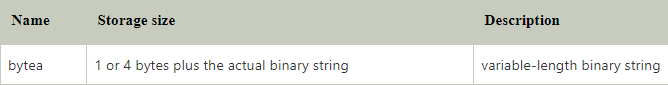 Name Storage size Description
bytea 1 or 4 bytes plus the actual binary string variable-length binary string